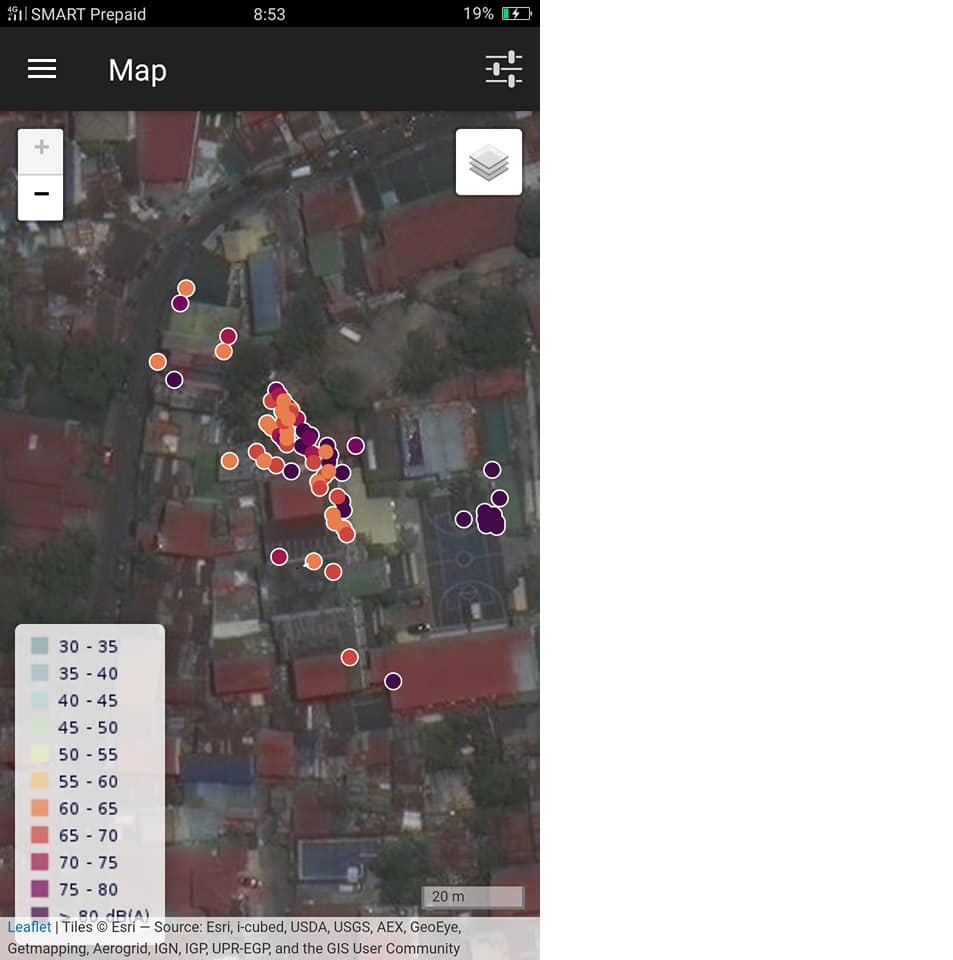 4G SMART Prepaid 8:53 19%
Map
+
−
30 - 35
35 - 40
40 - 45
45 - 50
50 - 55
55 - 60
60 - 65
65 - 70
70 - 75
75 - 80
> 80 dB(A)
20 m
Leaflet | Tiles © Esri — Source: Esri, i-cubed, USDA, USGS, AEX, GeoEye,
Getmapping, Aerogrid, IGN, IGP, UPR-EGP, and the GIS User Community